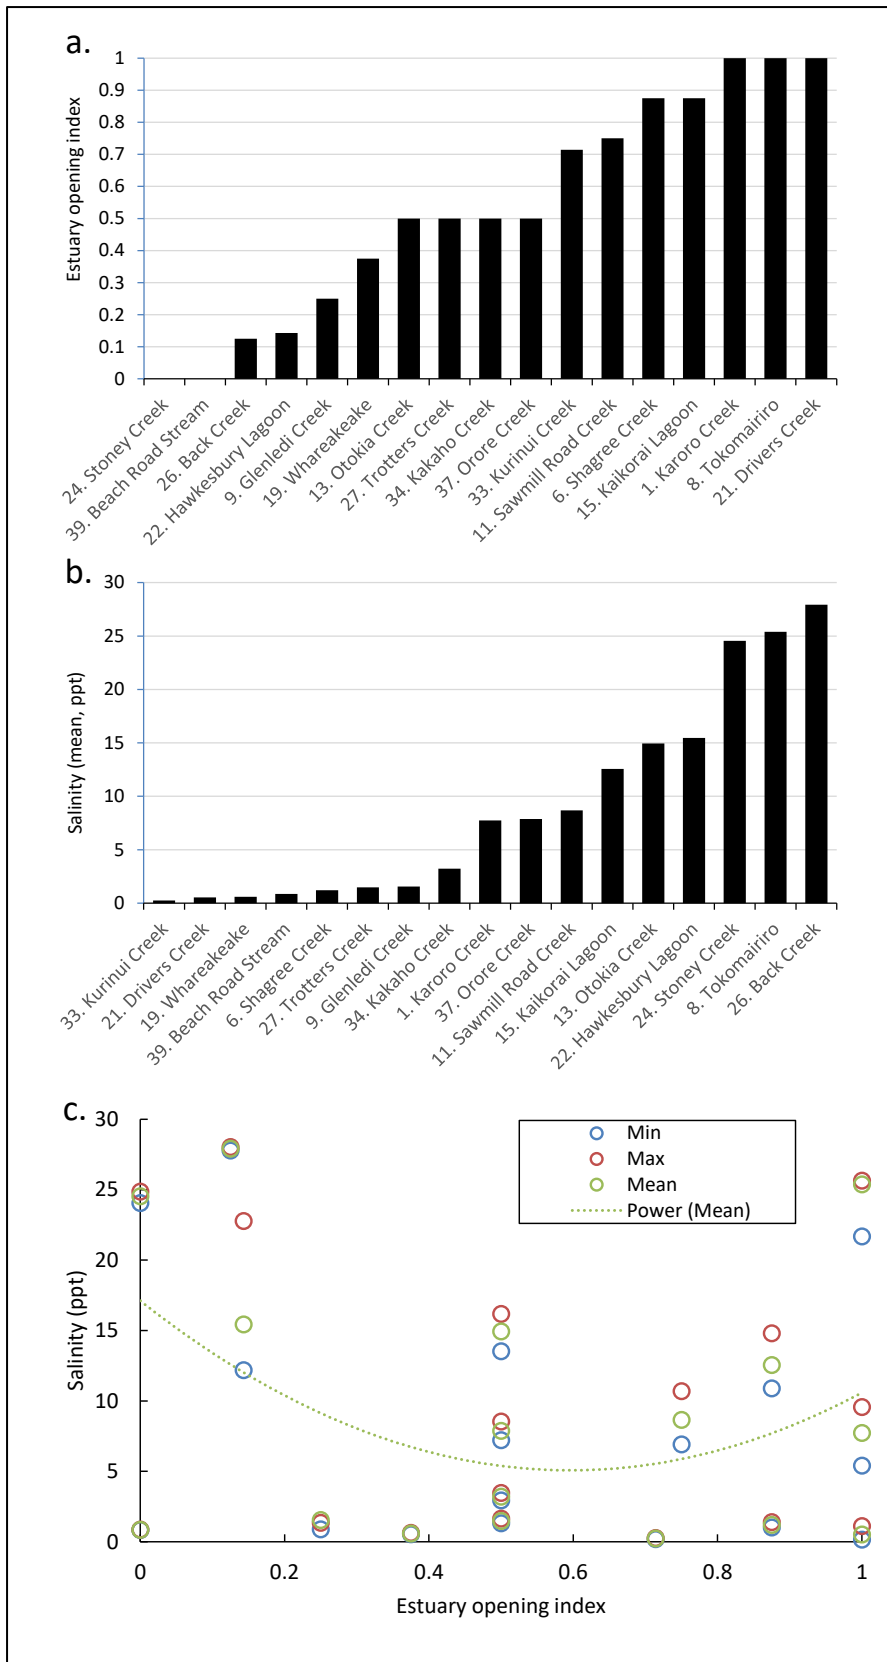 a.
Estuary opening index
1
0.9
0.8
0.7
0.6
0.5
0.4
0.3
0.2
0.1
0
24. Stoney Creek
39. Beach Road Stream
26. Back Creek
22. Hawkesbury Lagoon
9. Glenledi Creek
19. Whareakeake
13. Otokia Creek
27. Trotters Creek
34. Kakaho Creek
37. Orore Creek
33. Kurinui Creek
11. Sawmill Road Creek
6. Shagree Creek
15. Kaikorai Lagoon
1. Karoro Creek
8. Tokomairiro
21. Drivers Creek
b.
Salinity (mean, ppt)
30
25
20
15
10
5
0
33. Kurinui Creek
21. Drivers Creek
19. Whareakeake
39. Beach Road Stream
6. Shagree Creek
27. Trotters Creek
9. Glenledi Creek
34. Kakaho Creek
1. Karoro Creek
37. Orore Creek
11. Sawmill Road Creek
15. Kaikorai Lagoon
13. Otokia Creek
22. Hawkesbury Lagoon
24. Stoney Creek
8. Tokomairiro
26. Back Creek
c.
Salinity (ppt)
30
25
20
15
10
5
0
Min
Max
Mean
Power (Mean)
0 0.2 0.4 0.6 0.8 1
Estuary opening index